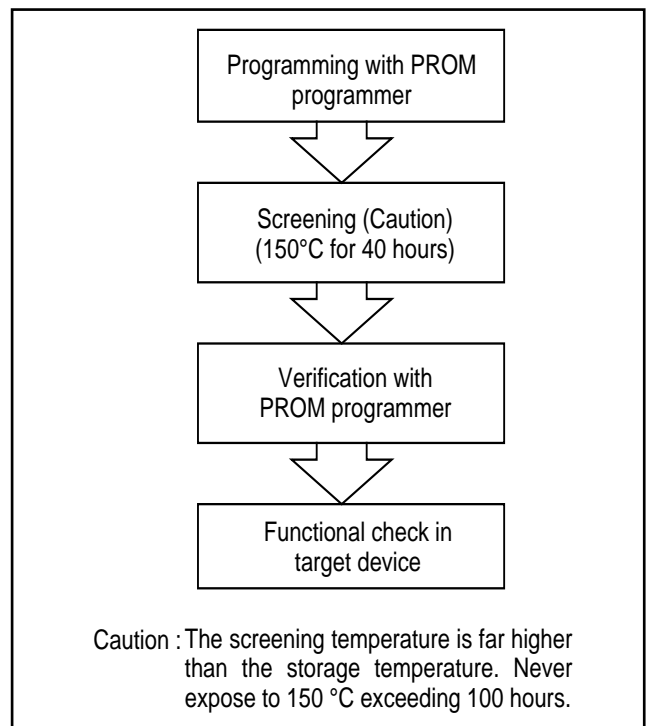 Programming with PROM
programmer
Screening (Caution)
(150°C for 40 hours)
Verification with
PROM programmer
Functional check in
target device
Caution : The screening temperature is far higher
than the storage temperature. Never
expose to 150 °C exceeding 100 hours.